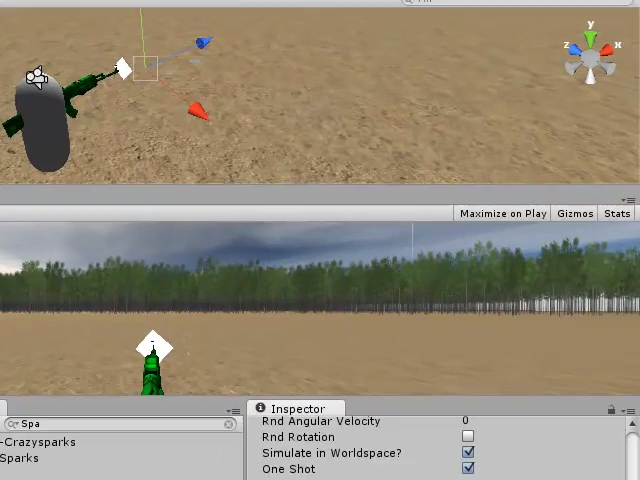 y
z x
Maximize on Play Gizmos Stats
Inspector
Spa
Rnd Angular Velocity 0
-Crazysparks
Rnd Rotation
Sparks
Simulate in Worldspace?
One Shot